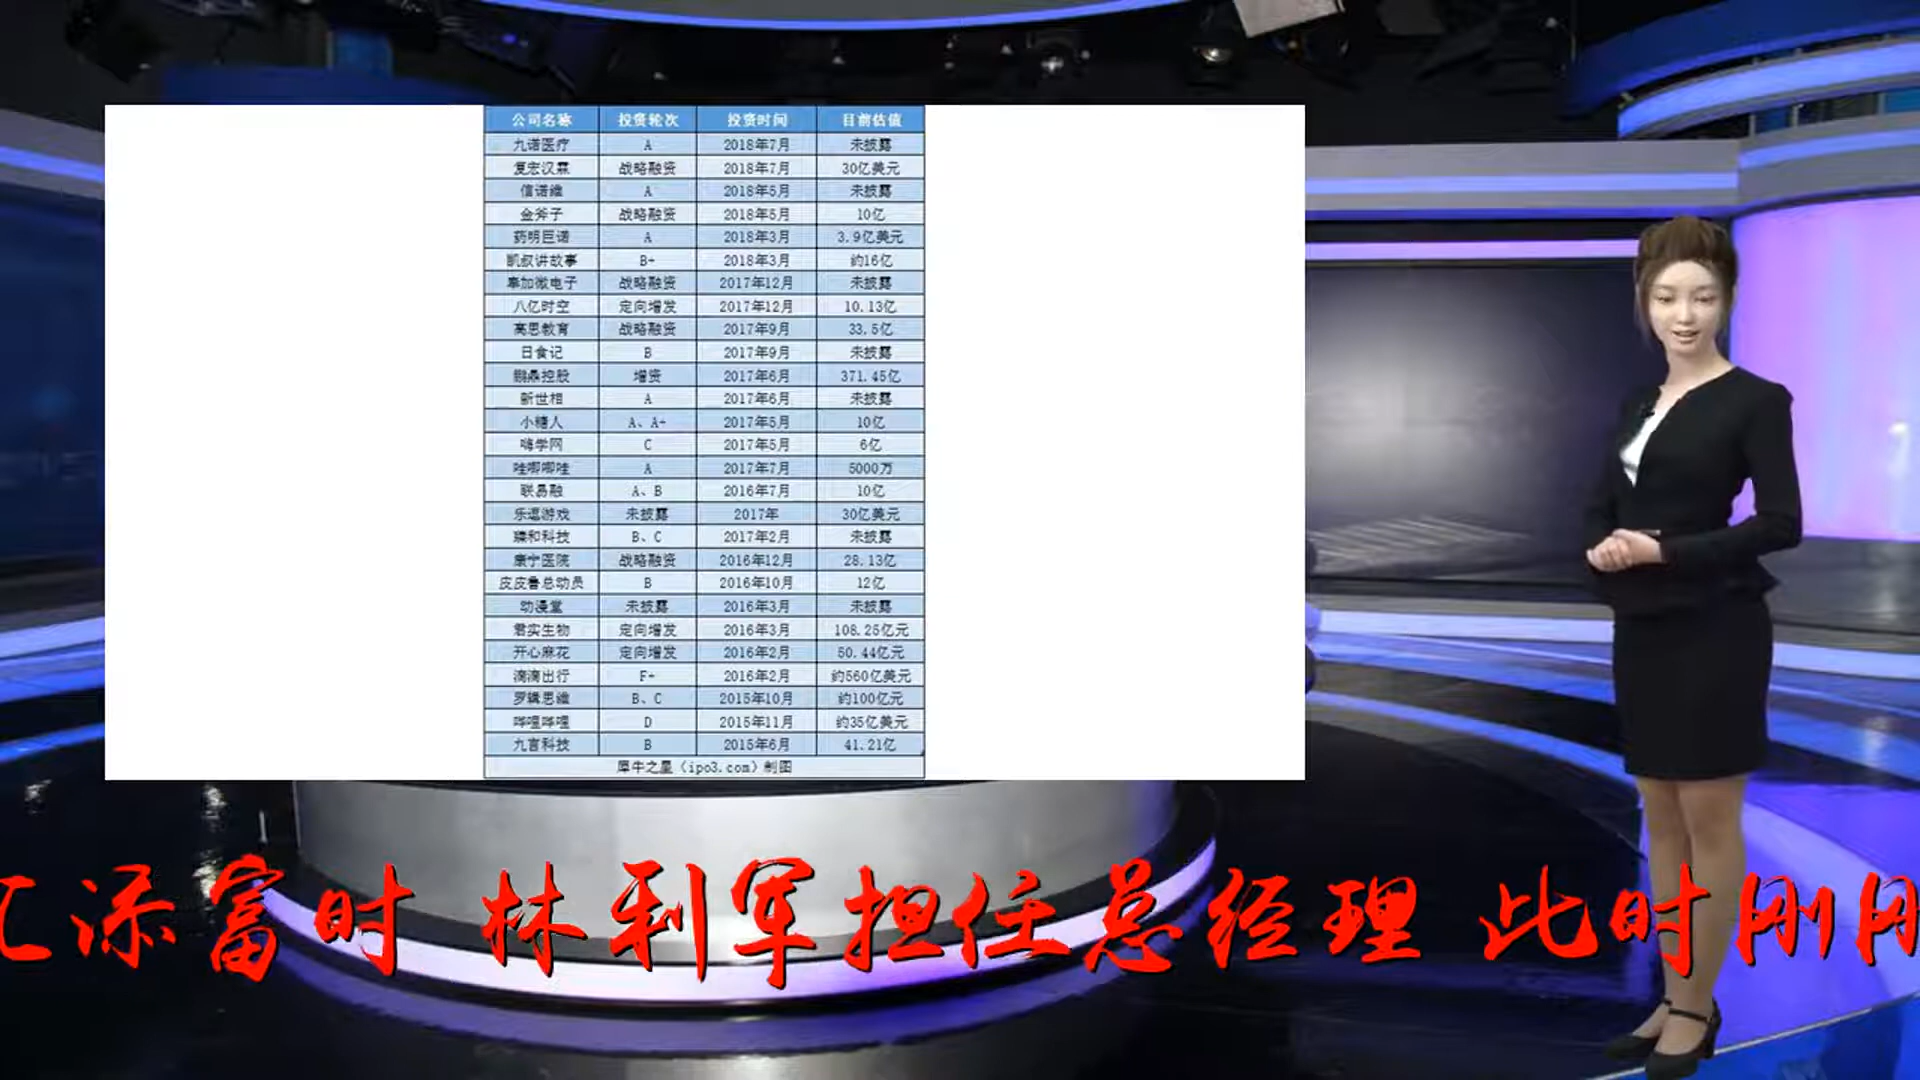 公司名称 投资轮次 投资时间 目前估值
九诺医疗 A 2018年7月 未披露
复宏汉霖 战略融资 2018年7月 30亿美元
信诺维 A 2018年5月 未披露
金斧子 战略融资 2018年5月 10亿
药明巨诺 A 2018年3月 3.9亿美元
凯叔讲故事 B+ 2018年3月 约16亿
泰加微电子 战略融资 2017年12月 未披露
八亿时空 定向增发 2017年12月 10.13亿
高思教育 战略融资 2017年9月 33.5亿
日食记 B 2017年9月 未披露
鹏鼎控股 增资 2017年6月 371.45亿
新世相 A 2017年6月 未披露
小糖人 A、A+ 2017年5月 10亿
嗨学网 C 2017年5月 6亿
哇唧唧哇 A 2017年7月 5000万
联易融 A、B 2016年7月 10亿
乐逗游戏 未披露 2017年 30亿美元
臻和科技 B、C 2017年2月 未披露
康宁医院 战略融资 2016年12月 28.13亿
皮皮鲁总动员 B 2016年10月 12亿
动漫堂 未披露 2016年3月 未披露
君实生物 定向增发 2016年3月 108.25亿元
开心麻花 定向增发 2016年2月 50.44亿元
滴滴出行 F+ 2016年2月 约560亿美元
罗辑思维 B、C 2015年10月 约100亿元
哔哩哔哩 D 2015年11月 约35亿美元
九言科技 B 2015年6月 41.21亿
犀牛之星（ipo3.com）制图
汇添富时 林利军担任总经理 此时刚刚